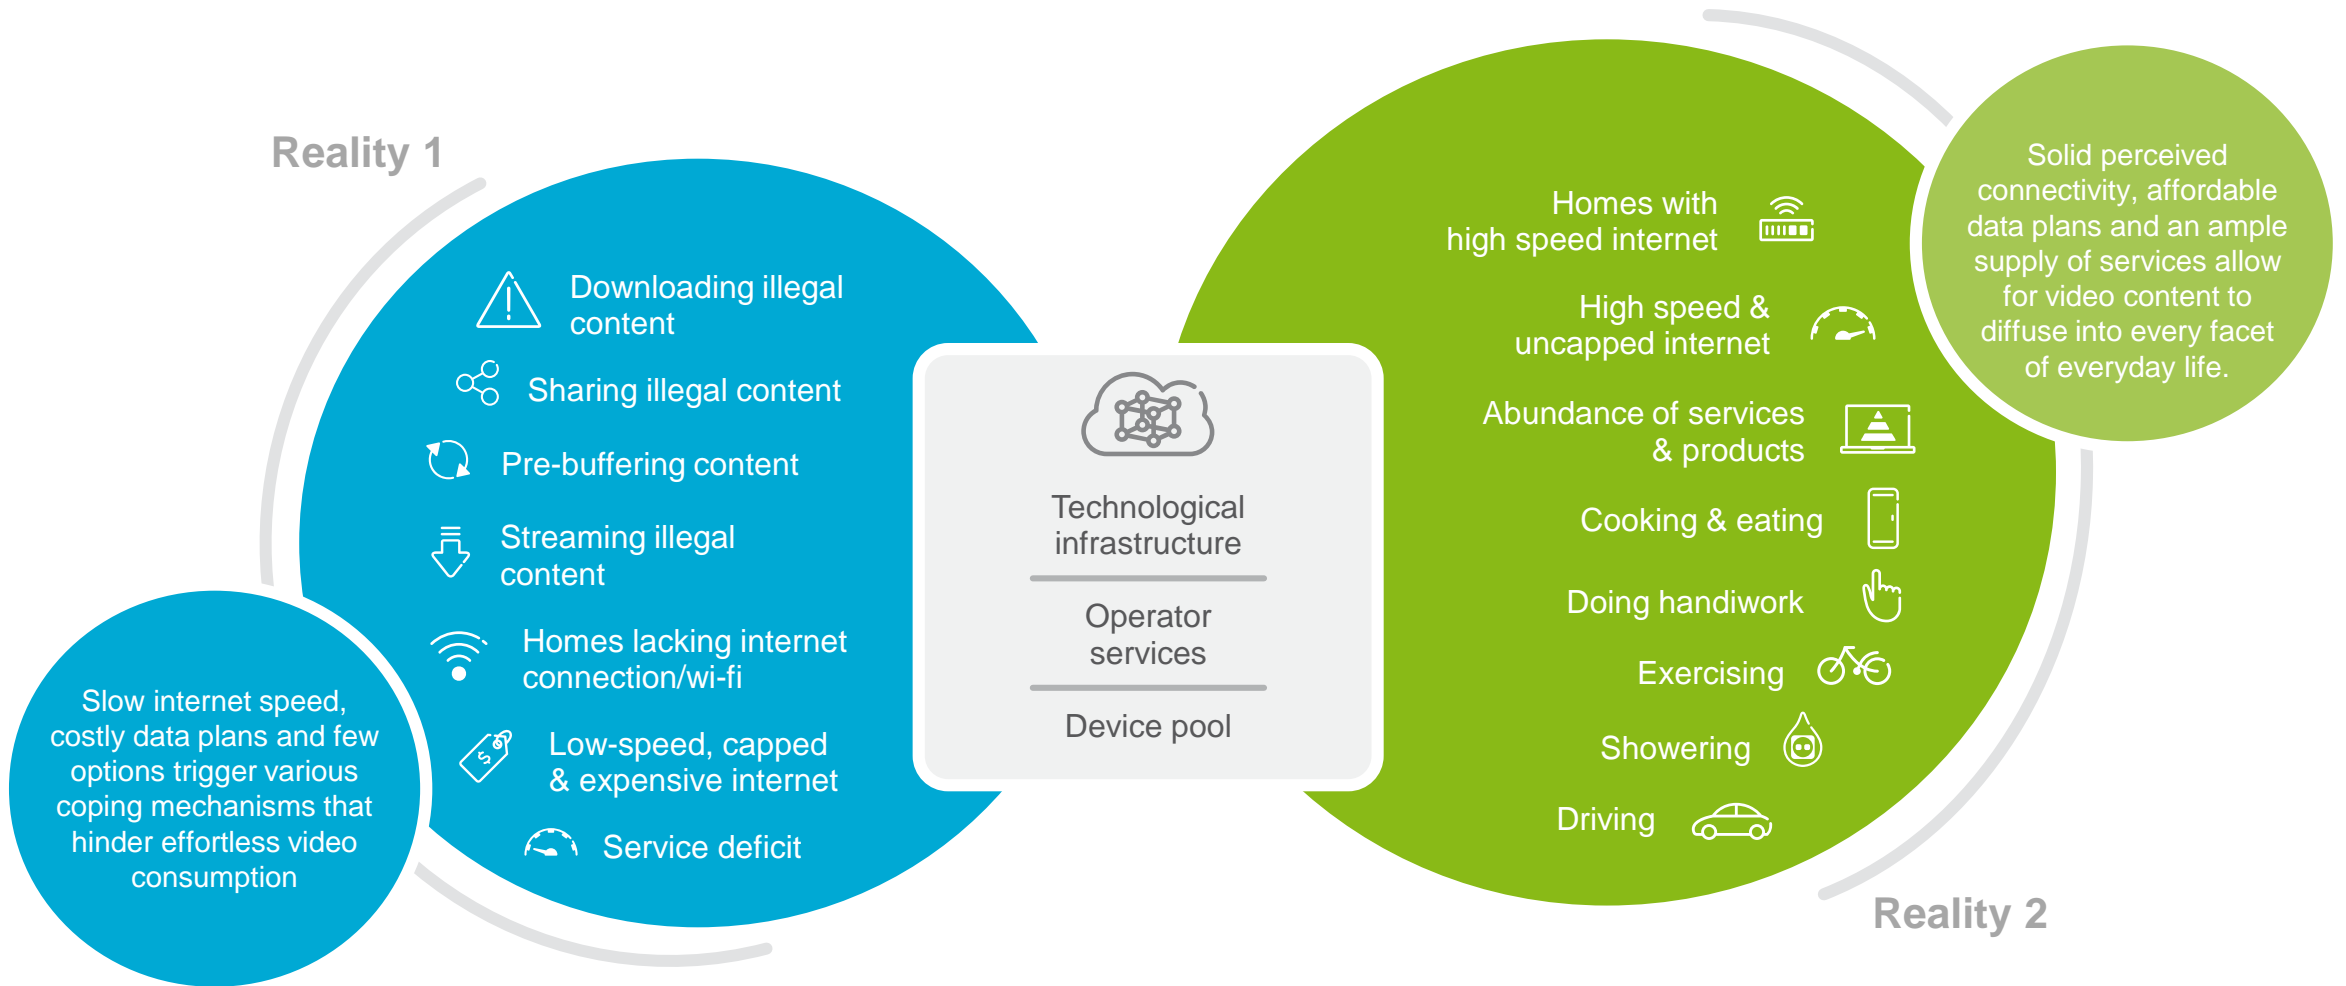 Reality 1
Downloading illegal
content
Sharing illegal content
Pre-buffering content
Streaming illegal
content
Homes lacking internet
connection/wi-fi
Low-speed, capped
& expensive internet
Service deficit
Slow internet speed,
costly data plans and few
options trigger various
coping mechanisms that
hinder effortless video
consumption
Technological
infrastructure
Operator
services
Device pool
Homes with
high speed internet
High speed &
uncapped internet
Abundance of services
& products
Cooking & eating
Doing handiwork
Exercising
Showering
Driving
Solid perceived
connectivity, affordable
data plans and an ample
supply of services allow
for video content to
diffuse into every facet
of everyday life.
Reality 2